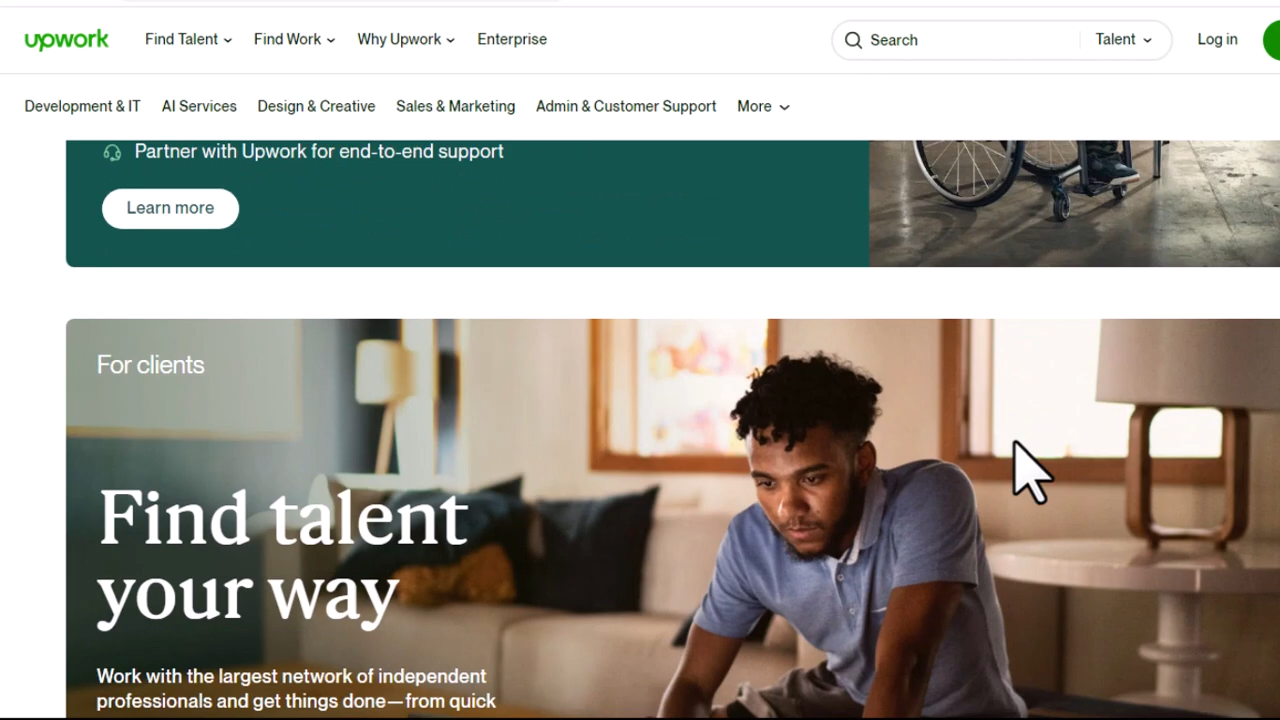 upwork Find Talent Find Work Why Upwork Enterprise Search Talent Log in
Development & IT AI Services Design & Creative Sales & Marketing Admin & Customer Support More
Partner with Upwork for end-to-end support
Learn more
For clients
Find talent
your way
Work with the largest network of independent
professionals and get things done—from quick